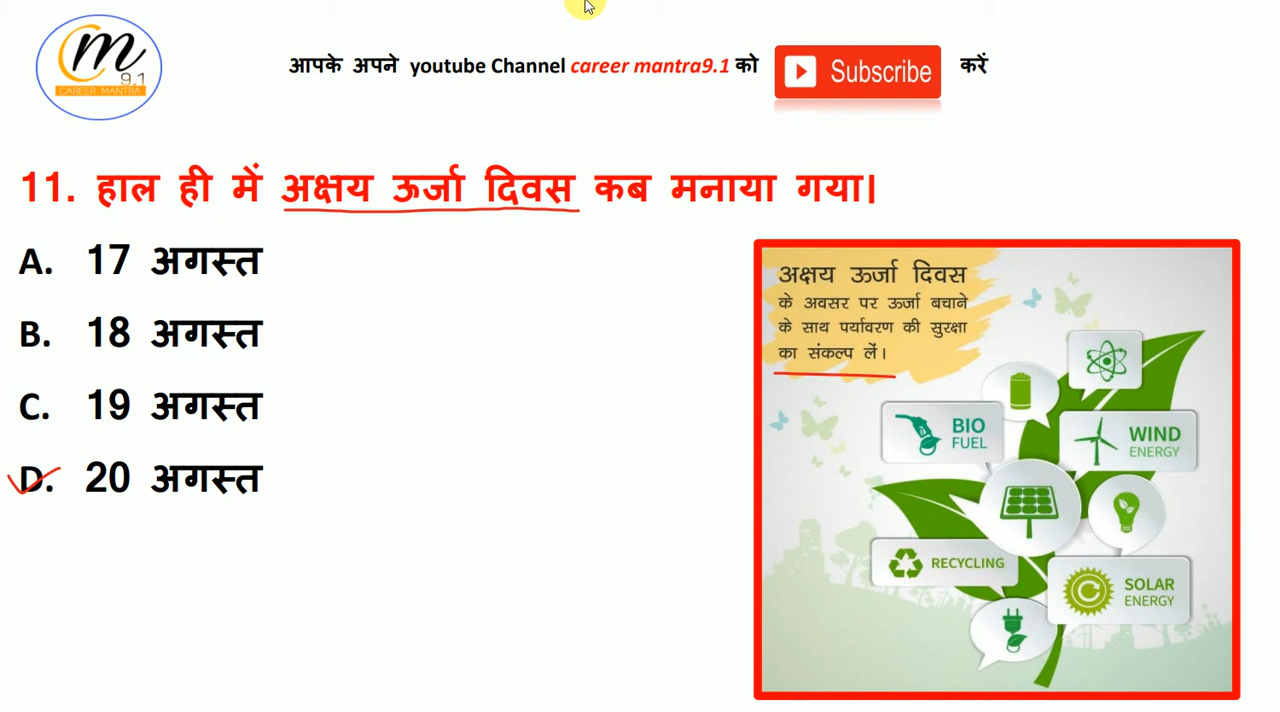 m
9.1
CAREER MANTRA
आपके अपने youtube Channel career mantra9.1 को Subscribe करें
11. हाल ही में अक्षय ऊर्जा दिवस कब मनाया गया।
A. 17 अगस्त
B. 18 अगस्त
C. 19 अगस्त
D. 20 अगस्त
अक्षय ऊर्जा दिवस
के अवसर पर ऊर्जा बचाने
के साथ पर्यावरण की सुरक्षा
का संकल्प लें।
BIO
FUEL
WIND
ENERGY
RECYCLING
SOLAR
ENERGY